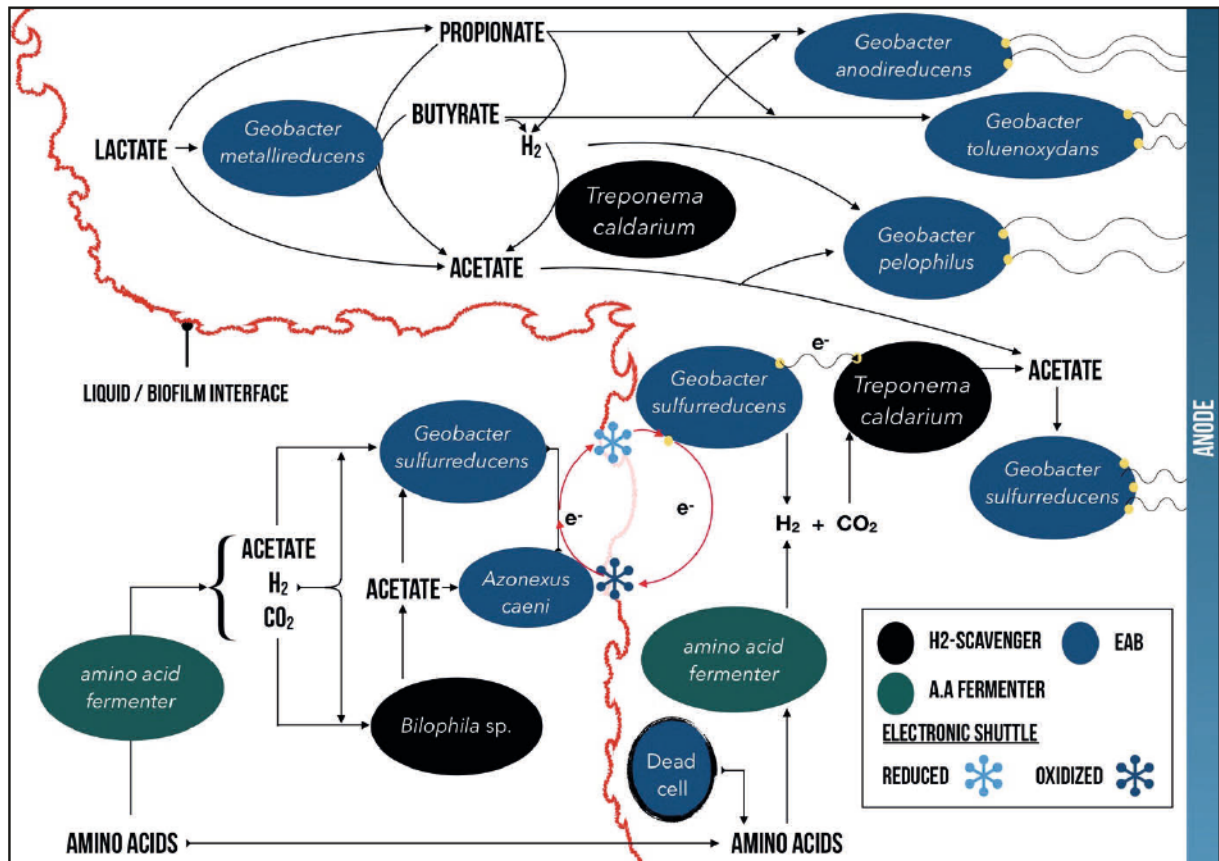 PROPIONATE
Geobacter
anodireducens
BUTYRATE
Geobacter
metallireducens
LACTATE
H₂
Geobacter
toluenoxydans
Treponema
caldarium
Geobacter
pelophilus
ACETATE
e-
LIQUID / BIOFILM INTERFACE
Geobacter
sulfurreducens
Treponema
caldarium
ACETATE
ANODE
Geobacter
sulfurreducens
Geobacter
sulfurreducens
e-
e-
H₂ + CO₂
ACETATE
H₂
CO₂
ACETATE
Azonexus
caeni
amino acid
fermenter
amino acid
fermenter
Bilophila sp.
Dead
cell
AMINO ACIDS
AMINO ACIDS
H2-SCAVENGER
EAB
A.A FERMENTER
ELECTRONIC SHUTTLE
REDUCED
OXIDIZED